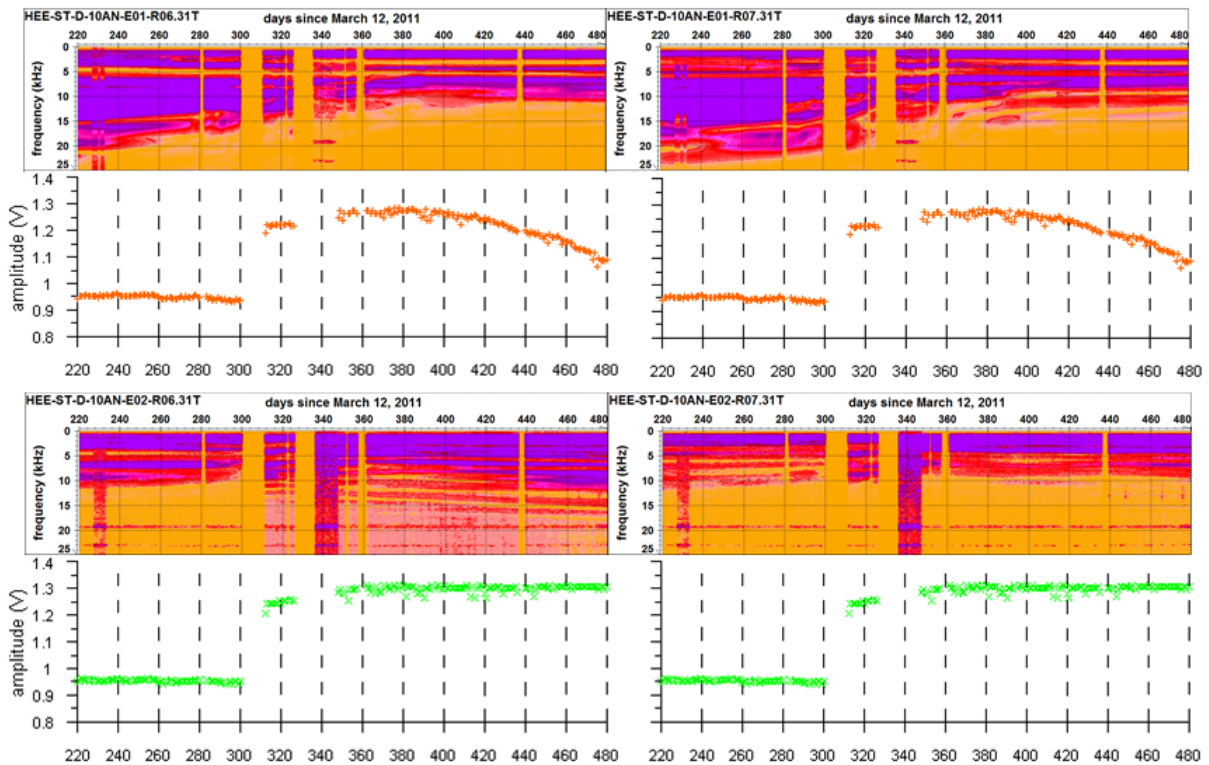 HEE-ST-D-10AN-E01-R06.31T days since March 12, 2011
220 240 260 280 300 320 340 360 380 400 420 440 460 480
frequency (kHz)
0
5
10
15
20
25
amplitude (V)
1.4
1.3
1.2
1.1
1
0.9
0.8
220 240 260 280 300 320 340 360 380 400 420 440 460 480
HEE-ST-D-10AN-E01-R07.31T days since March 12, 2011
220 240 260 280 300 320 340 360 380 400 420 440 460 480
frequency (kHz)
0
5
10
15
20
25
220 240 260 280 300 320 340 360 380 400 420 440 460 480
HEE-ST-D-10AN-E02-R06.31T days since March 12, 2011
220 240 260 280 300 320 340 360 380 400 420 440 460 480
frequency (kHz)
0
5
10
15
20
25
amplitude (V)
1.4
1.3
1.2
1.1
1
0.9
0.8
220 240 260 280 300 320 340 360 380 400 420 440 460 480
HEE-ST-D-10AN-E02-R07.31T days since March 12, 2011
220 240 260 280 300 320 340 360 380 400 420 440 460 480
frequency (kHz)
0
5
10
15
20
25
220 240 260 280 300 320 340 360 380 400 420 440 460 480